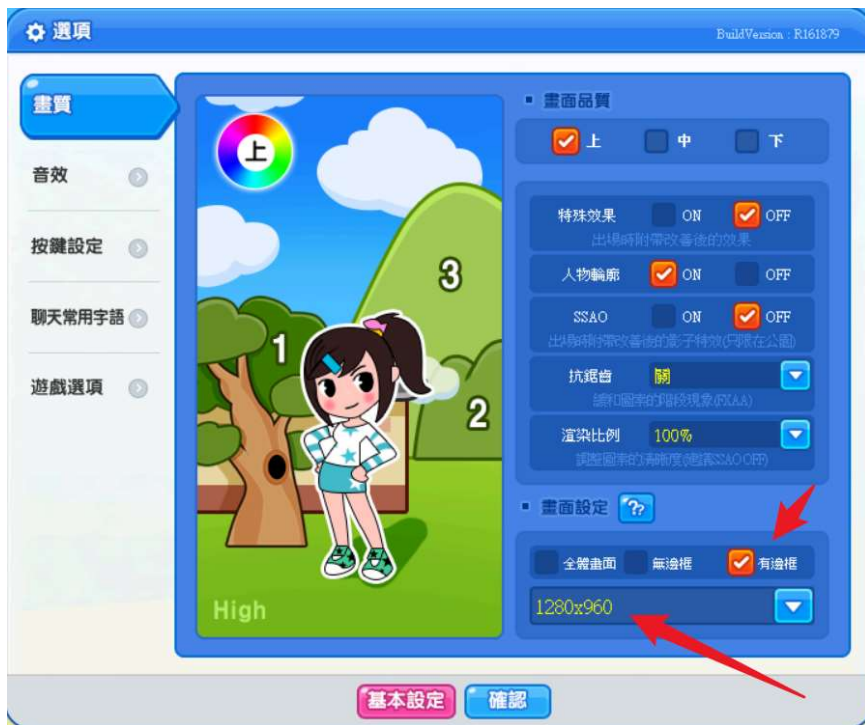 選項
BuildVersion : R161879
畫質
音效
按鍵設定
聊天常用字語
遊戲選項
上
3
1
2
High
畫面品質
上 中 下
特殊效果 ON OFF
出場時附帶改善後的效果
人物輪廓 ON OFF
SSAO ON OFF
出場時附帶改善後的影子特效(只限在公園)
抗鋸齒 關
緩和圖案的階段現象(FXAA)
渲染比例 100%
調整圖案的清晰度(建議SSAO OFF)
畫面設定 ??
全體畫面 無邊框 有邊框
1280x960
基本設定 確認